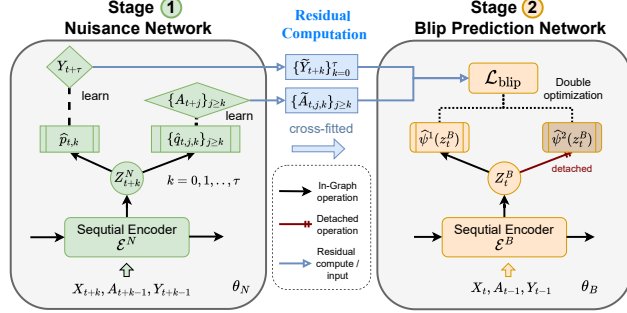 Stage 1
Nuisance Network
Y_{t+τ}
learn
{A_{t+j}}_{j≥k}
learn
p̂_{t,k}
{q̂_{t,j,k}}_{j≥k}
Z^N_{t+k}
k = 0, 1, . . , τ
Sequtial Encoder
ℰ^N
X_{t+k}, A_{t+k-1}, Y_{t+k-1}
θ_N
Residual
Computation
{Ỹ_{t+k}}^τ_{k=0}
{Ã_{t,j,k}}_{j≥k}
cross-fitted
In-Graph
operation
Detached
operation
Residual
compute /
input
Stage 2
Blip Prediction Network
ℒ_blip
Double
optimization
ψ̂^1(z^B_t)
ψ̂^2(z^B_t)
Z^B_t
detached
Sequtial Encoder
ℰ^B
X_t, A_{t-1}, Y_{t-1}
θ_B